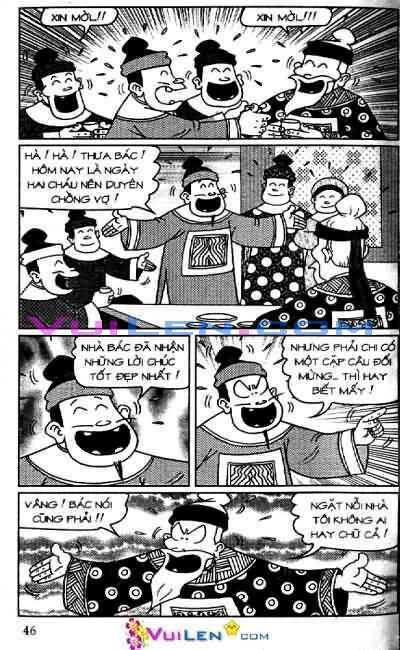 XIN MỜI..!!
XIN MỜI...!!!
HÀ ! HÀ ! THƯA BÁC !
HÔM NAY LÀ NGÀY
HAI CHÁU NÊN DUYÊN
CHỒNG VỢ !
VUILEN.COM
NHÀ BÁC ĐÃ NHẬN
NHỮNG LỜI CHÚC
TỐT ĐẸP NHẤT !
NHƯNG PHẢI CHI CÓ
MỘT CẶP CÂU ĐỐI
MỪNG... THÌ HAY
BIẾT MẤY !
VÂNG ! BÁC NÓI
CŨNG PHẢI !!
NGẶT NỖI NHÀ
TÔI KHÔNG AI
HAY CHỮ CẢ !
46
VUILEN.COM